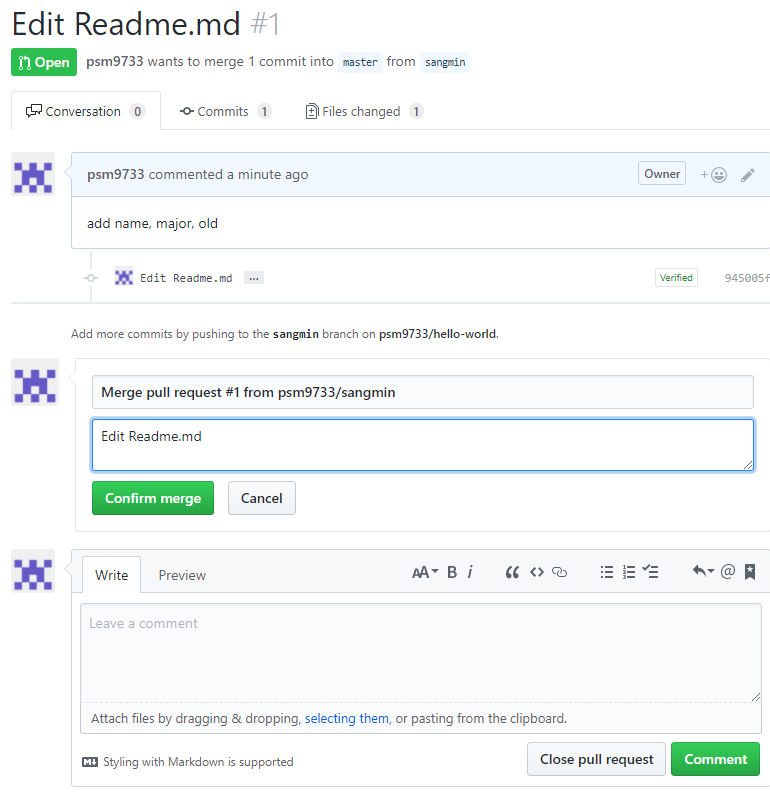 Edit Readme.md #1
Open psm9733 wants to merge 1 commit into master from sangmin
Conversation 0 Commits 1 Files changed 1
psm9733 commented a minute ago Owner +
add name, major, old
Edit Readme.md ... Verified 945005f
Add more commits by pushing to the sangmin branch on psm9733/hello-world.
Merge pull request #1 from psm9733/sangmin
Edit Readme.md
Confirm merge Cancel
Write Preview AA B i
Leave a comment
Attach files by dragging & dropping, selecting them, or pasting from the clipboard.
Styling with Markdown is supported Close pull request Comment